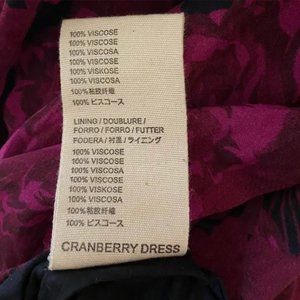 100% VISCOSE
100% VISCOSE
100% VISCOSA
100% VISCOSE
100% VISKOSE
100% VISCOSA
100%粘胶纤维
100% ビスコース
LINING / DOUBLURE /
FORRO / FORRO / FUTTER
FODERA / 衬里 / ライニング
100% VISCOSE
100% VISCOSE
100% VISCOSA
100% VISCOSE
100% VISKOSE
100% VISCOSA
100%粘胶纤维
100% ビスコース
CRANBERRY DRESS